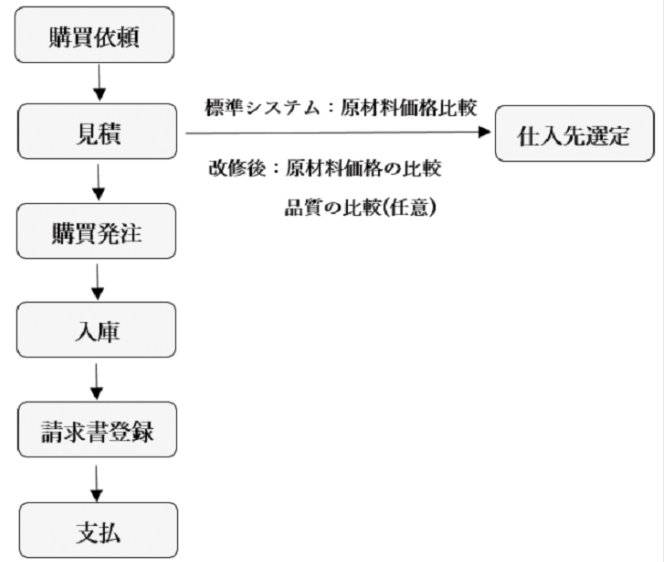 購買依頼
見積
標準システム：原材料価格比較
仕入先選定
改修後：原材料価格の比較
品質の比較(任意)
購買発注
入庫
請求書登録
支払